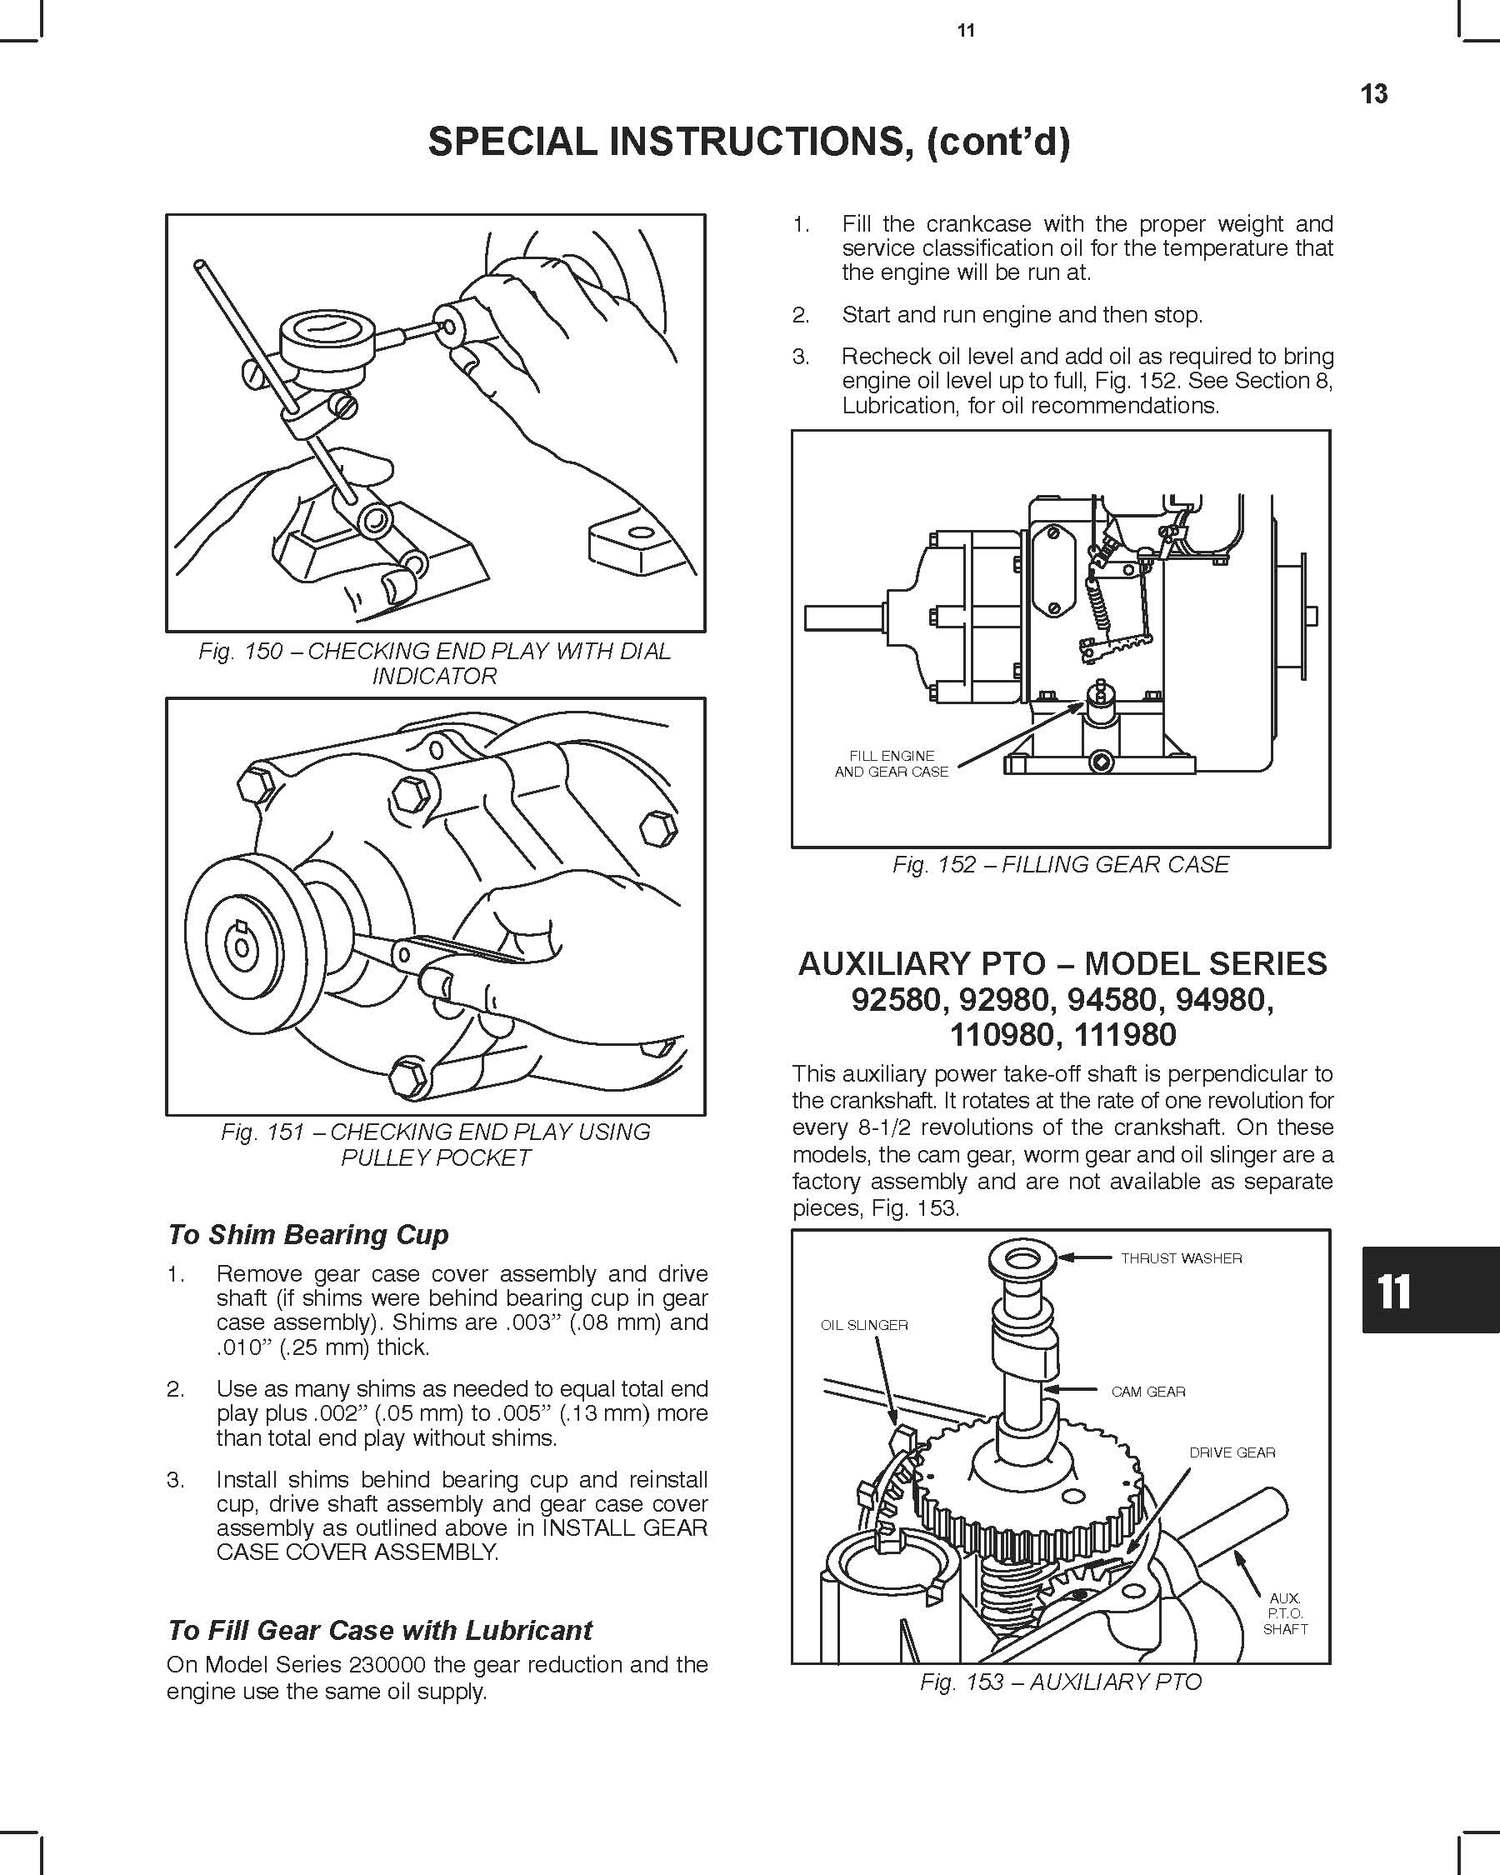 11
13
SPECIAL INSTRUCTIONS, (cont’d)
Fig. 150 – CHECKING END PLAY WITH DIAL
INDICATOR
Fig. 151 – CHECKING END PLAY USING
PULLEY POCKET
To Shim Bearing Cup
1. Remove gear case cover assembly and drive
shaft (if shims were behind bearing cup in gear
case assembly). Shims are .003” (.08 mm) and
.010” (.25 mm) thick.
2. Use as many shims as needed to equal total end
play plus .002” (.05 mm) to .005” (.13 mm) more
than total end play without shims.
3. Install shims behind bearing cup and reinstall
cup, drive shaft assembly and gear case cover
assembly as outlined above in INSTALL GEAR
CASE COVER ASSEMBLY.
To Fill Gear Case with Lubricant
On Model Series 230000 the gear reduction and the
engine use the same oil supply.
1. Fill the crankcase with the proper weight and
service classification oil for the temperature that
the engine will be run at.
2. Start and run engine and then stop.
3. Recheck oil level and add oil as required to bring
engine oil level up to full, Fig. 152. See Section 8,
Lubrication, for oil recommendations.
FILL ENGINE
AND GEAR CASE
Fig. 152 – FILLING GEAR CASE
AUXILIARY PTO – MODEL SERIES
92580, 92980, 94580, 94980,
110980, 111980
This auxiliary power take-off shaft is perpendicular to
the crankshaft. It rotates at the rate of one revolution for
every 8-1/2 revolutions of the crankshaft. On these
models, the cam gear, worm gear and oil slinger are a
factory assembly and are not available as separate
pieces, Fig. 153.
THRUST WASHER
OIL SLINGER
CAM GEAR
DRIVE GEAR
AUX.
P.T.O.
SHAFT
Fig. 153 – AUXILIARY PTO
11